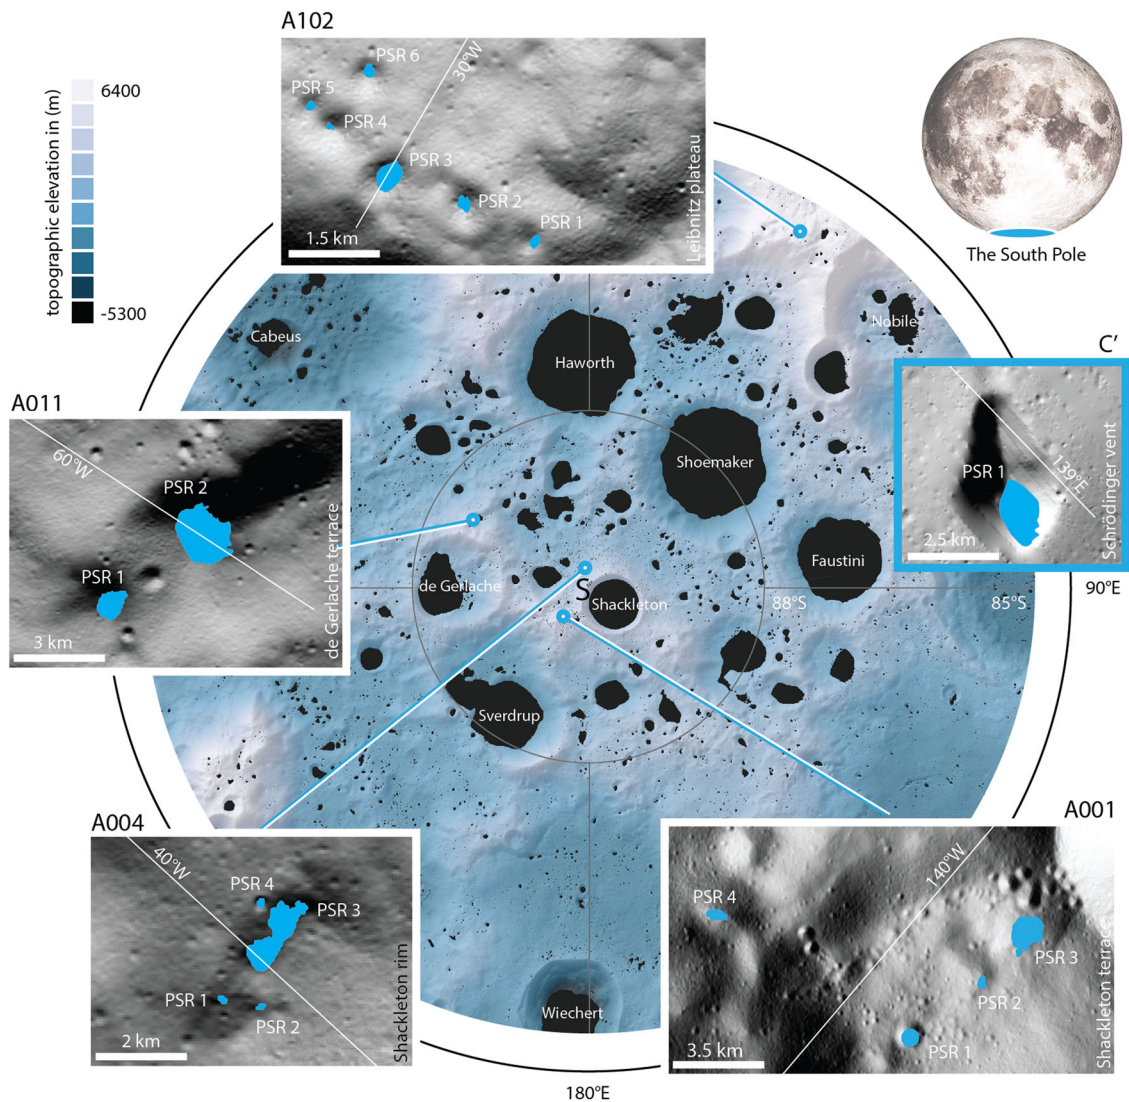 A102
6400
topographic elevation in (m)
-5300
PSR 6
30°W
PSR 5
PSR 4
PSR 3
PSR 2
PSR 1
1.5 km
Leibnitz plateau
The South Pole
Cabeus
Haworth
Nobile
C’
PSR 1
139°E
2.5 km
Schrödinger vent
A011
60°W
PSR 2
PSR 1
3 km
de Gerlache terrace
Shoemaker
Faustini
de Gerlache
S
Shackleton
88°S
85°S
90°E
Sverdrup
A004
40°W
PSR 4
PSR 3
PSR 1
PSR 2
2 km
Shackleton rim
Wiechert
A001
140°W
PSR 4
PSR 3
PSR 2
PSR 1
3.5 km
Shackleton terrace
180°E